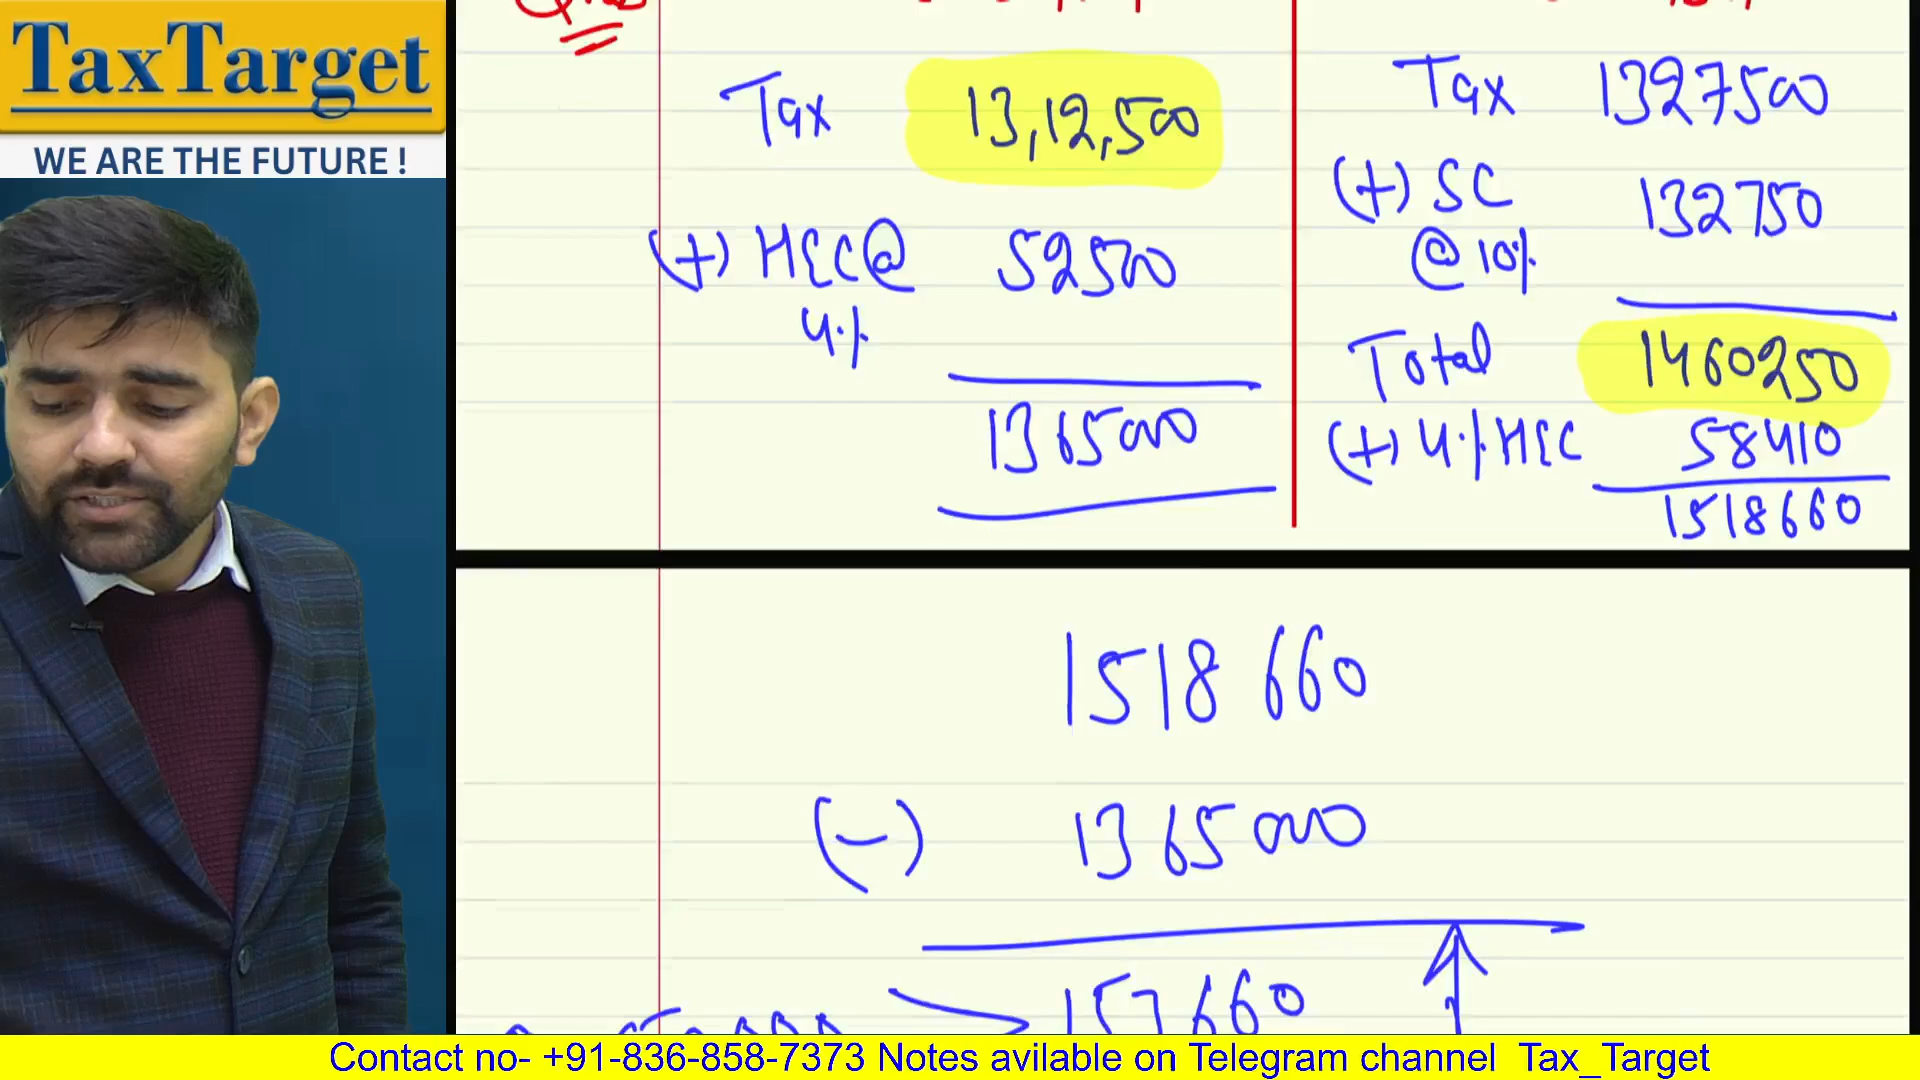 TaxTarget
WE ARE THE FUTURE !
Tax 13,12,500
(+) HEC@ 4% 52500
1365000
Tax 1327500
(+) SC @ 10% 132750
Total 1460250
(+) 4% HEC 58410
1518660
1518660
(-) 1365000
153660
Contact no- +91-836-858-7373 Notes avilable on Telegram channel Tax_Target